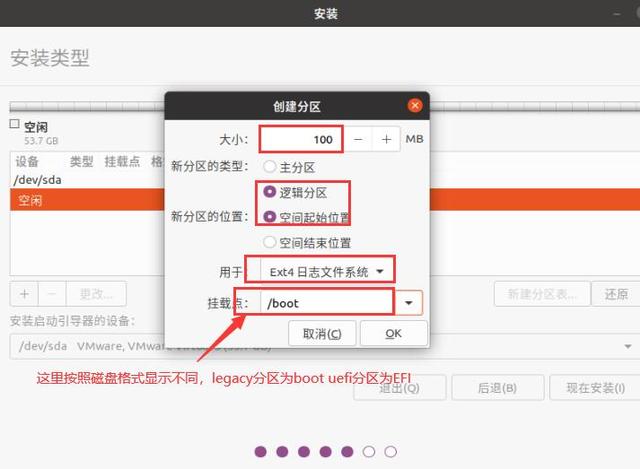 安装
安装类型
创建分区
大小： 100 － ＋ MB
空闲
53.7 GB
新分区的类型： 主分区
逻辑分区
设备 类型 挂载点 格
/dev/sda
空闲
新分区的位置： 空间起始位置
空间结束位置
用于： Ext4 日志文件系统
挂载点： /boot
+ − 更改... 新建分区表... 还原
安装启动引导器的设备：
取消(C) OK
/dev/sda VMware, VMware
这里按照磁盘格式显示不同，legacy分区为boot uefi分区为EFI
退出(Q) 后退(B) 现在安装(I)